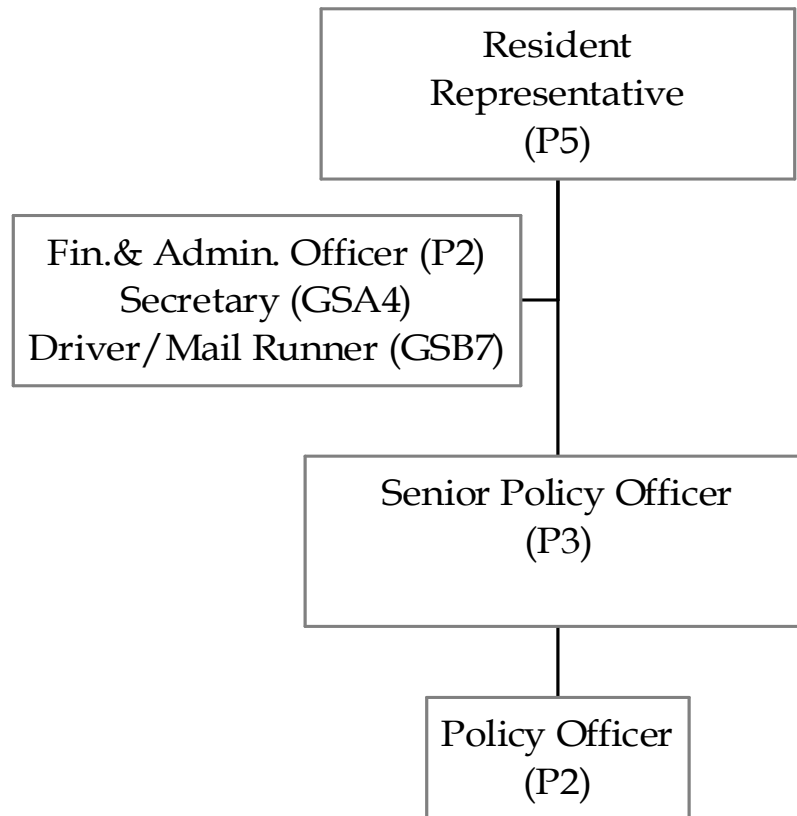 Resident
Representative
(P5)
Fin.& Admin. Officer (P2)
Secretary (GSA4)
Driver/Mail Runner (GSB7)
Senior Policy Officer
(P3)
Policy Officer
(P2)